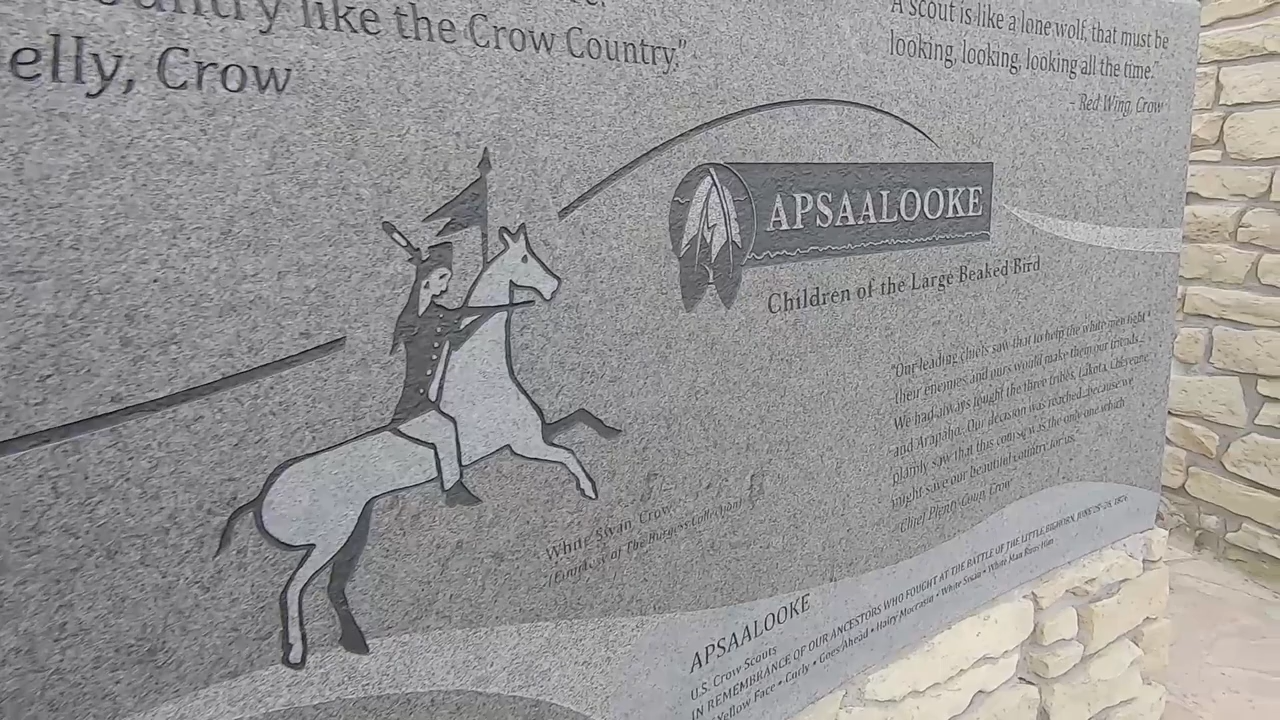 Country like the Crow Country,"
elly, Crow
A scout is like a lone wolf, that must be
looking, looking, looking all the time."
- Red Wing, Crow
APSAALOOKE
Children of the Large Beaked Bird
"Our leading chiefs saw that to help the white men fight
their enemies and ours would make them our friends.
We had always fought the three tribes, Lakota, Cheyenne
and Arapaho. Our decision was reached...because we
plainly saw that this course was the only one which
might save our beautiful country for us.
Chief Plenty Coup, Crow
White Swan, Crow
(Courtesy of The Burgess Collection)
APSAALOOKE
U.S. Crow Scouts
IN REMEMBRANCE OF OUR ANCESTORS WHO FOUGHT AT THE BATTLE OF THE LITTLE BIGHORN, JUNE 25-26, 1876
Yellow Face • Curly • Goes Ahead • Hairy Moccasin • White Swan • White Man Runs Him